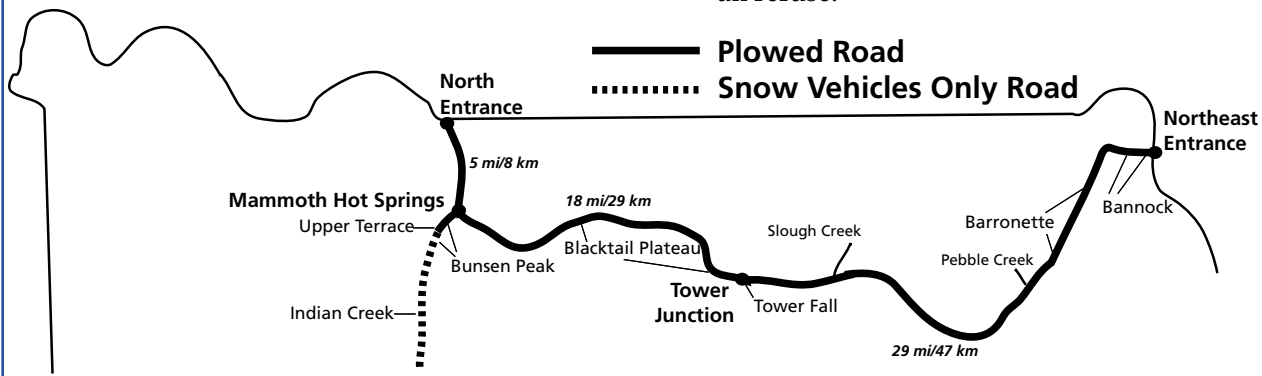 Plowed Road
Snow Vehicles Only Road
North
Entrance
Northeast
Entrance
5 mi/8 km
Mammoth Hot Springs
18 mi/29 km
Upper Terrace
Bannock
Barronette
Slough Creek
Blacktail Plateau
Bunsen Peak
Pebble Creek
Tower
Junction
Tower Fall
Indian Creek
29 mi/47 km